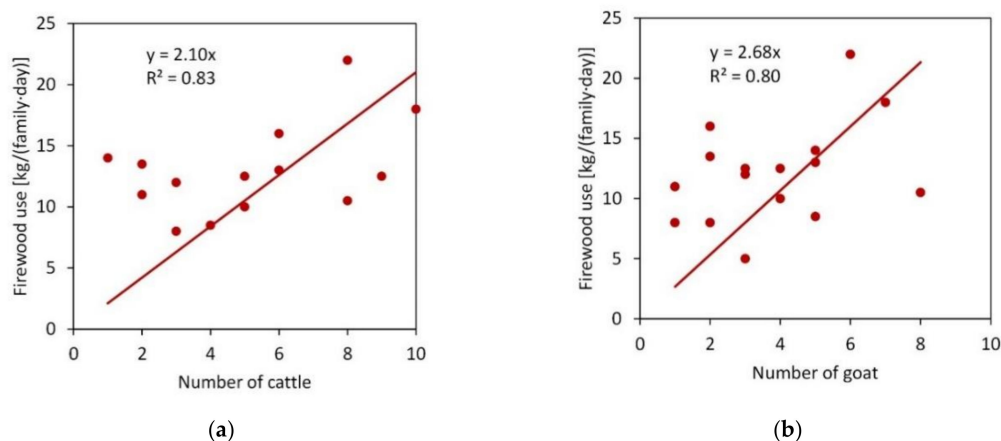 25
20
15
10
5
0
Firewood use [kg/(family·day)]
y = 2.10x
R² = 0.83
0 2 4 6 8 10
Number of cattle
(a)
25
20
15
10
5
0
Firewood use [kg/(family·day)]
y = 2.68x
R² = 0.80
0 2 4 6 8 10
Number of goat
(b)